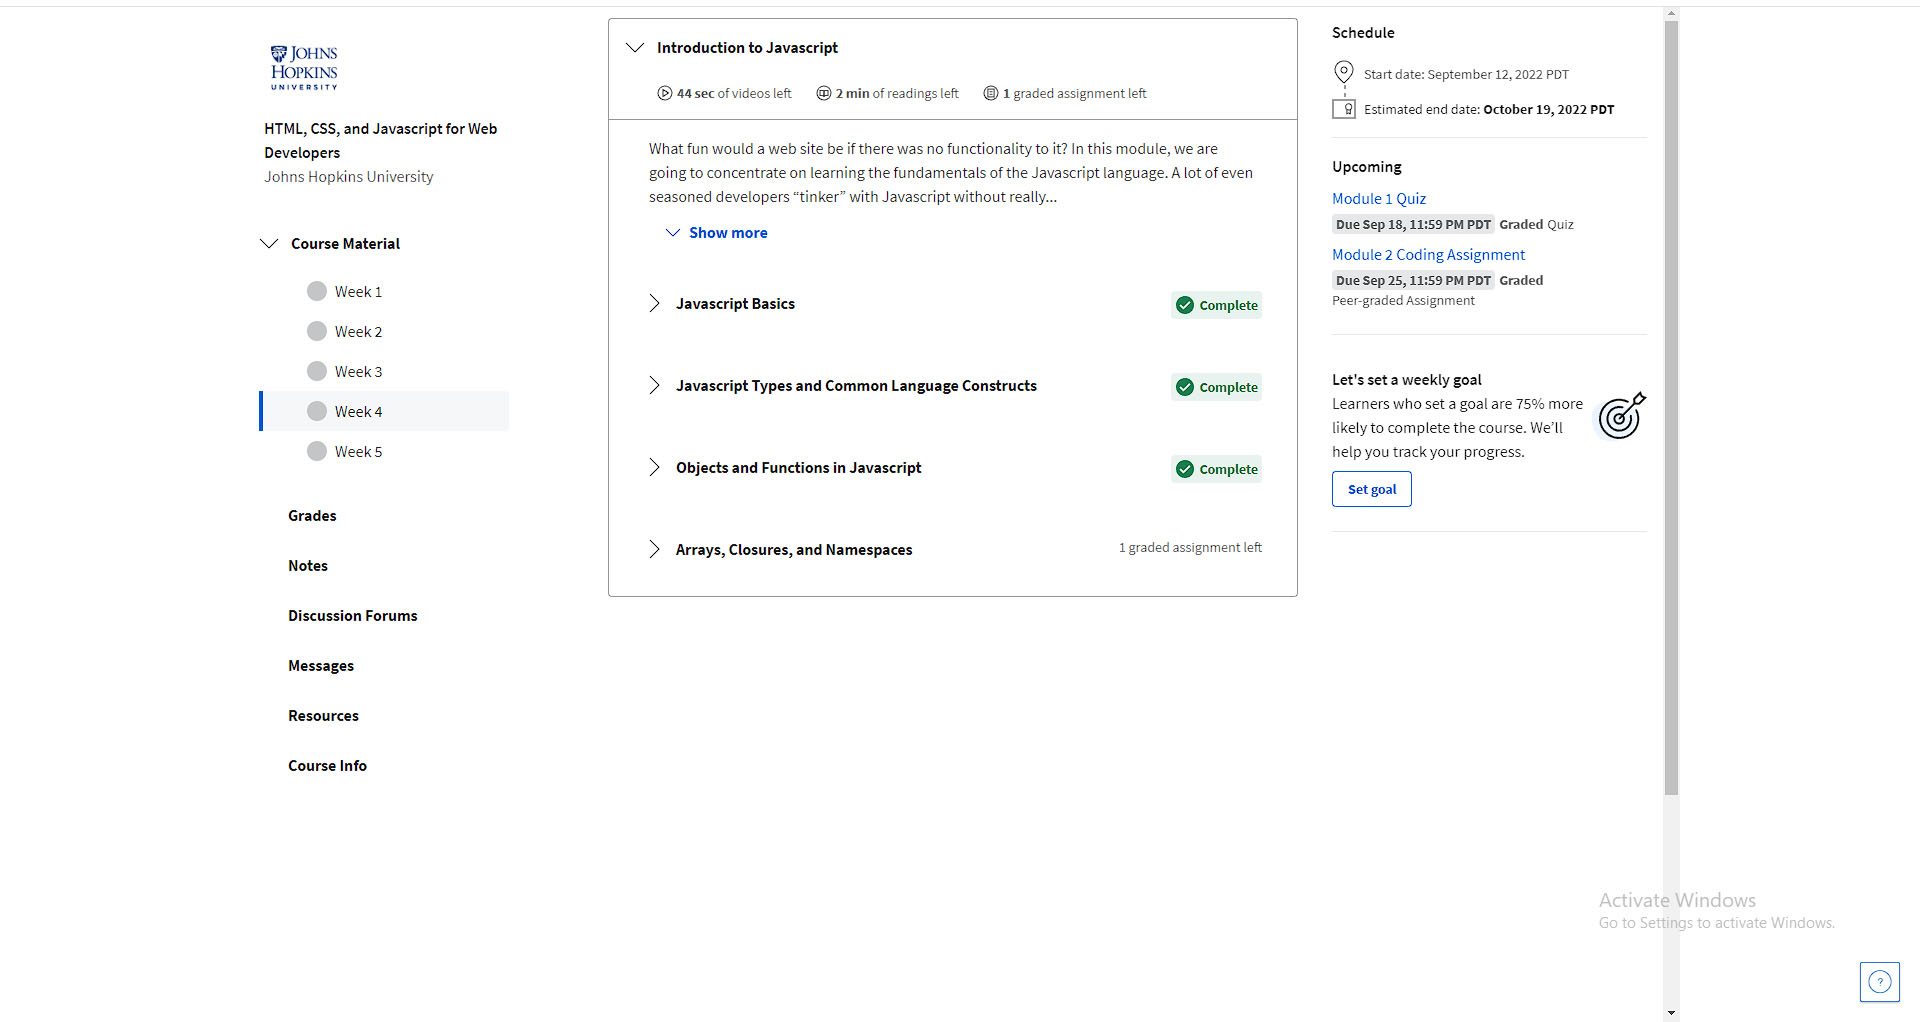 JOHNS
HOPKINS
UNIVERSITY
HTML, CSS, and Javascript for Web
Developers
Johns Hopkins University
Course Material
Week 1
Week 2
Week 3
Week 4
Week 5
Grades
Notes
Discussion Forums
Messages
Resources
Course Info
Introduction to Javascript
44 sec of videos left
2 min of readings left
1 graded assignment left
What fun would a web site be if there was no functionality to it? In this module, we are
going to concentrate on learning the fundamentals of the Javascript language. A lot of even
seasoned developers “tinker” with Javascript without really...
Show more
Javascript Basics
Complete
Javascript Types and Common Language Constructs
Complete
Objects and Functions in Javascript
Complete
Arrays, Closures, and Namespaces
1 graded assignment left
Schedule
Start date: September 12, 2022 PDT
Estimated end date: October 19, 2022 PDT
Upcoming
Module 1 Quiz
Due Sep 18, 11:59 PM PDT Graded Quiz
Module 2 Coding Assignment
Due Sep 25, 11:59 PM PDT Graded
Peer-graded Assignment
Let's set a weekly goal
Learners who set a goal are 75% more
likely to complete the course. We’ll
help you track your progress.
Set goal
Activate Windows
Go to Settings to activate Windows.
?